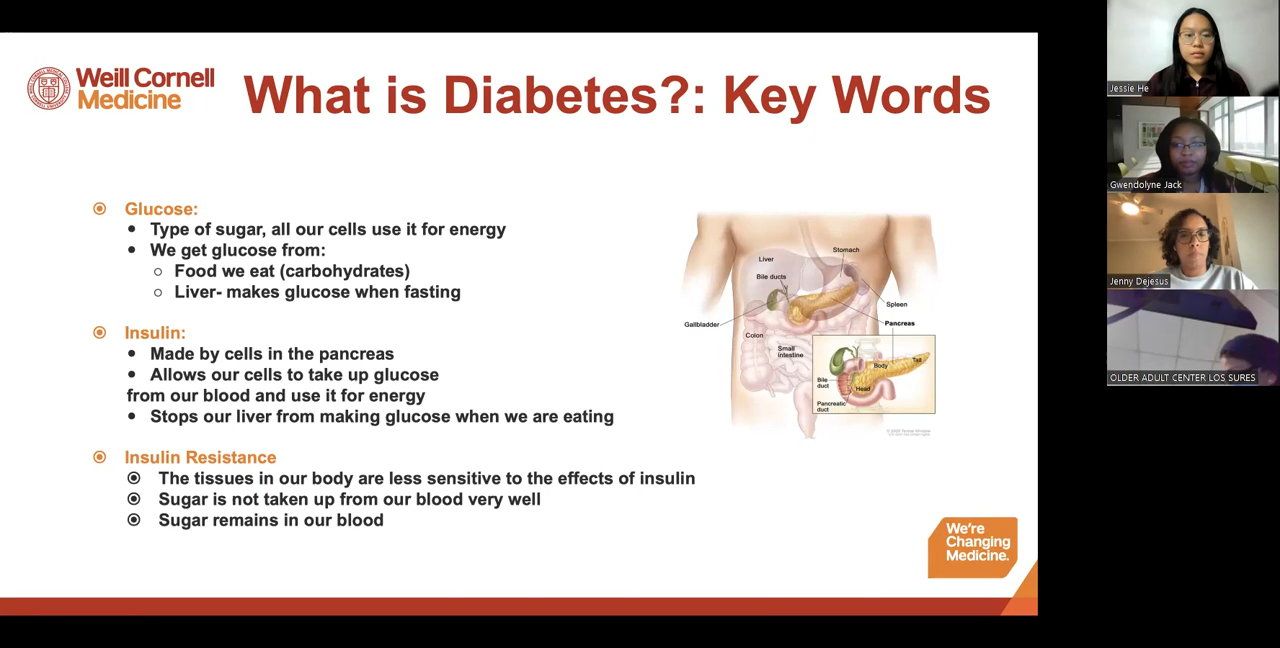 Weill Cornell
Medicine
What is Diabetes?: Key Words
Glucose:
Type of sugar, all our cells use it for energy
We get glucose from:
Food we eat (carbohydrates)
Liver- makes glucose when fasting
Insulin:
Made by cells in the pancreas
Allows our cells to take up glucose
from our blood and use it for energy
Stops our liver from making glucose when we are eating
Insulin Resistance
The tissues in our body are less sensitive to the effects of insulin
Sugar is not taken up from our blood very well
Sugar remains in our blood
Stomach
Liver
Bile ducts
Spleen
Gallbladder
Pancreas
Colon
Small
intestine
Tail
Body
Bile
duct
Head
Pancreatic
duct
We're
Changing
Medicine.
Jessie He
Gwendolyne Jack
Jenny Dejesus
OLDER ADULT CENTER LOS SURES